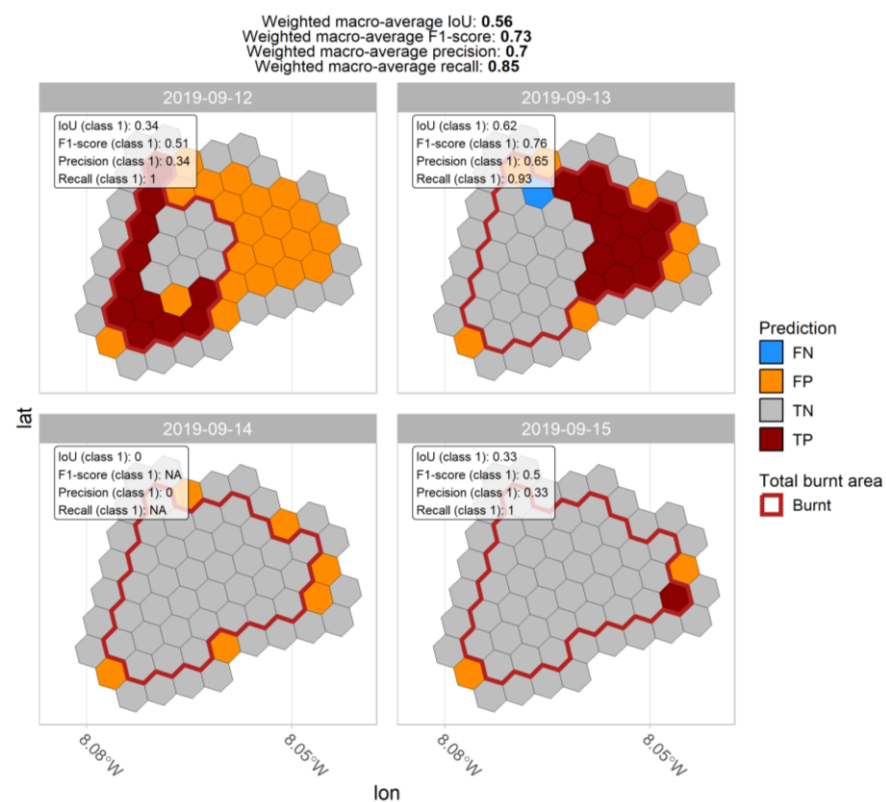 Weighted macro-average IoU: 0.56
Weighted macro-average F1-score: 0.73
Weighted macro-average precision: 0.7
Weighted macro-average recall: 0.85
2019-09-12
IoU (class 1): 0.34
F1-score (class 1): 0.51
Precision (class 1): 0.34
Recall (class 1): 1
2019-09-13
IoU (class 1): 0.62
F1-score (class 1): 0.76
Precision (class 1): 0.65
Recall (class 1): 0.93
2019-09-14
IoU (class 1): 0
F1-score (class 1): NA
Precision (class 1): 0
Recall (class 1): NA
2019-09-15
IoU (class 1): 0.33
F1-score (class 1): 0.5
Precision (class 1): 0.33
Recall (class 1): 1
lat
8.08°W
8.05°W
8.08°W
8.05°W
lon
Prediction
FN
FP
TN
TP
Total burnt area
Burnt